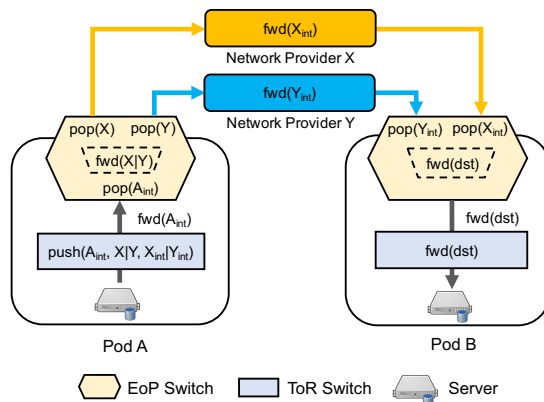 fwd(X_int)
Network Provider X
fwd(Y_int)
Network Provider Y
pop(X) pop(Y)
fwd(X|Y)
pop(A_int)
fwd(A_int)
push(A_int, X|Y, X_int|Y_int)
Pod A
pop(Y_int) pop(X_int)
fwd(dst)
fwd(dst)
fwd(dst)
Pod B
EoP Switch ToR Switch Server